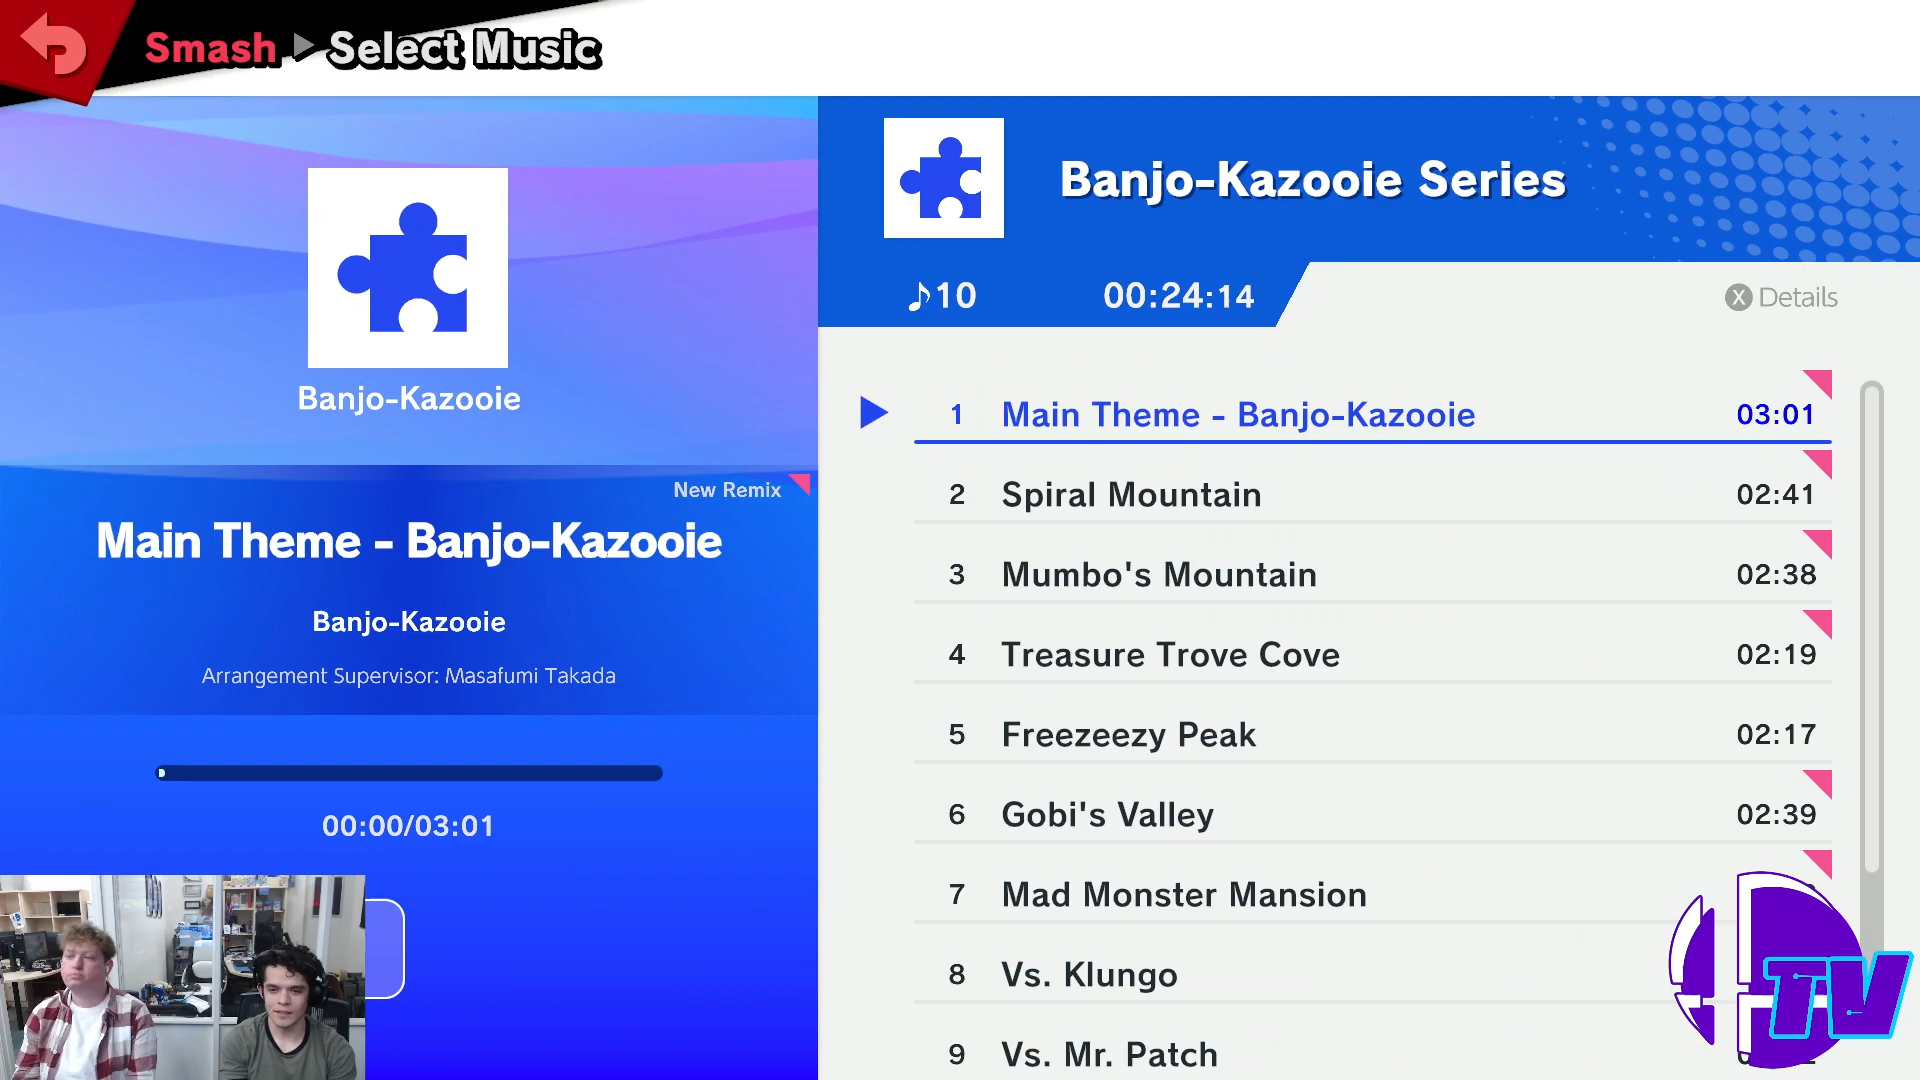 Smash ▶ Select Music
Banjo-Kazooie
New Remix
Main Theme - Banjo-Kazooie
Banjo-Kazooie
Arrangement Supervisor: Masafumi Takada
00:00/03:01
Banjo-Kazooie Series
♪10 00:24:14
X Details
1 Main Theme - Banjo-Kazooie 03:01
2 Spiral Mountain 02:41
3 Mumbo's Mountain 02:38
4 Treasure Trove Cove 02:19
5 Freezeezy Peak 02:17
6 Gobi's Valley 02:39
7 Mad Monster Mansion
8 Vs. Klungo
9 Vs. Mr. Patch
TV